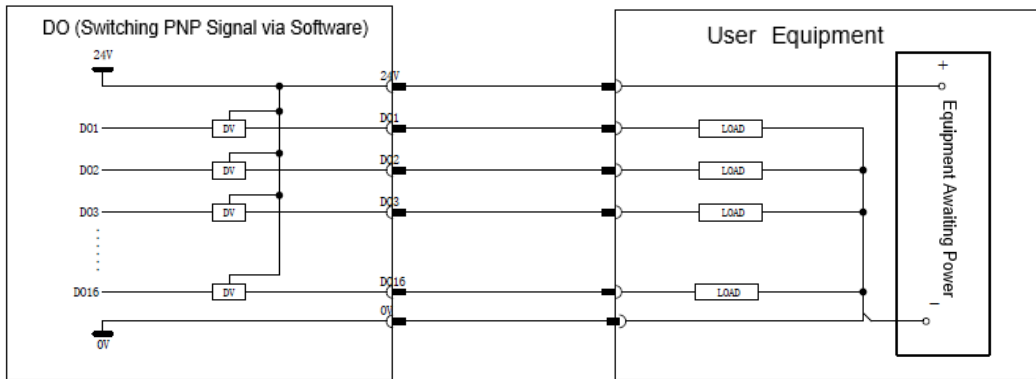 DO (Switching PNP Signal via Software)
User Equipment
24V
24V
+
DO1
DV
DO1
LOAD
DO2
DV
DO2
LOAD
DO3
DV
DO3
LOAD
Equipment Awaiting Power
DO16
DV
DO16
LOAD
0V
−
0V